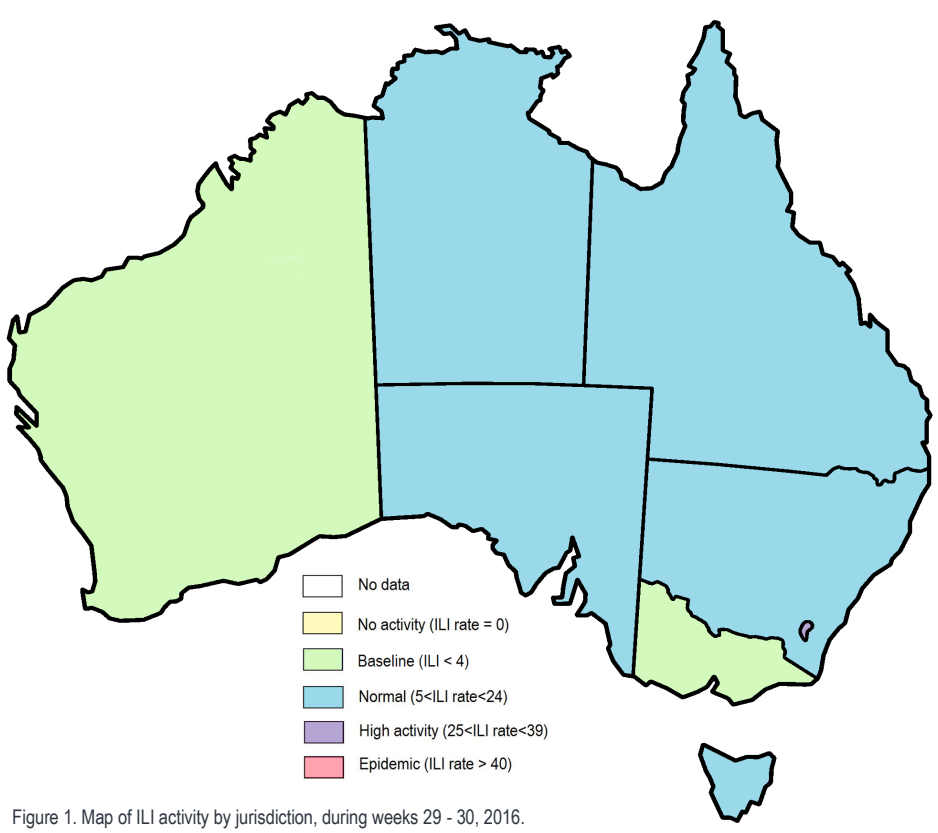 No data
No activity (ILI rate = 0)
Baseline (ILI < 4)
Normal (5<ILI rate<24)
High activity (25<ILI rate<39)
Epidemic (ILI rate > 40)
Figure 1. Map of ILI activity by jurisdiction, during weeks 29 - 30, 2016.